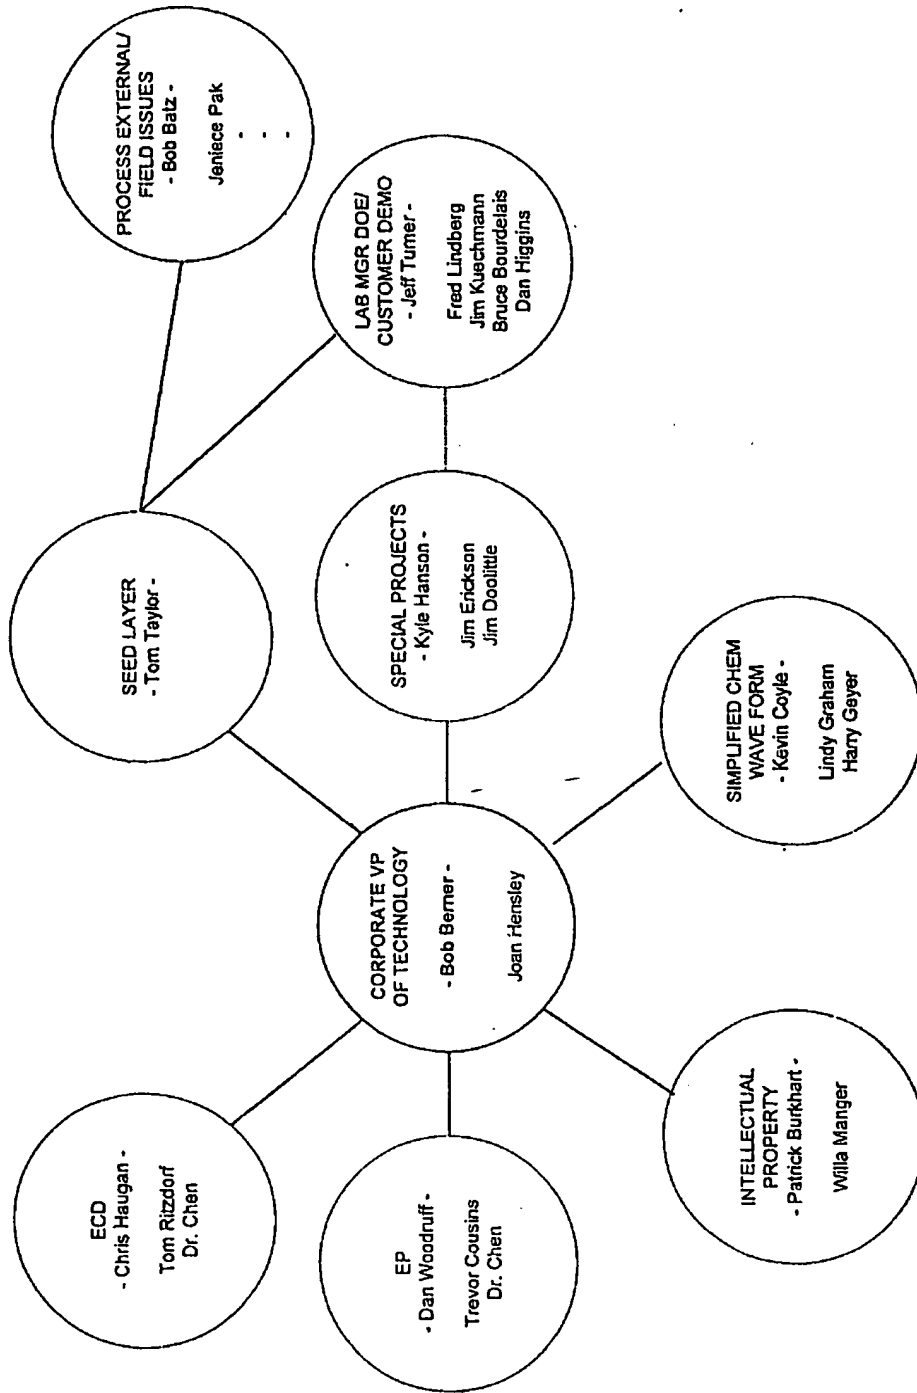 ECD
- Chris Haugan -
Tom Ritzdorf
Dr. Chen
SEED LAYER
- Tom Taylor -
PROCESS EXTERNAL/
FIELD ISSUES
- Bob Batz -
Jeniece Pak
-
-
-
EP
- Dan Woodruff -
Trevor Cousins
Dr. Chen
CORPORATE VP
OF TECHNOLOGY
- Bob Berner -
Joan Hensley
SPECIAL PROJECTS
- Kyle Hanson -
Jim Erickson
Jim Doolittle
LAB MGR DOE/
CUSTOMER DEMO
- Jeff Turner -
Fred Lindberg
Jim Kuechmann
Bruce Bourdelais
Dan Higgins
INTELLECTUAL
PROPERTY
- Patrick Burkhart -
Willa Manger
SIMPLIFIED CHEM
WAVE FORM
- Kevin Coyle -
Lindy Graham
Harry Geyer